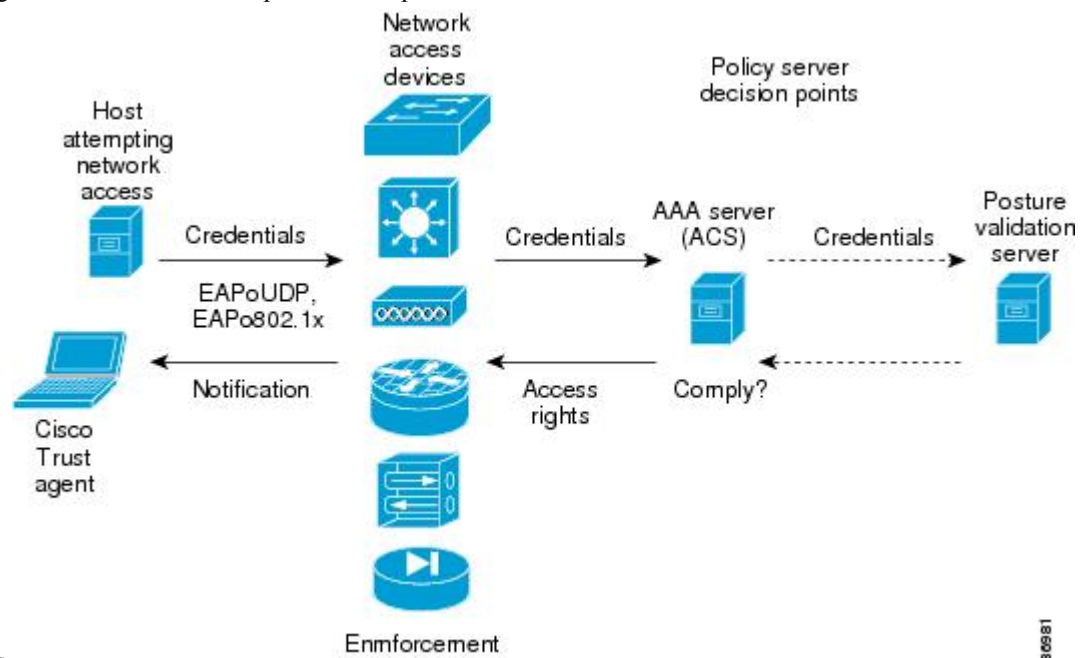 Network
access
devices
Policy server
decision points
Host
attempting
network
access
Credentials
EAPoUDP,
EAPo802.1x
Notification
Cisco
Trust
agent
Credentials
Access
rights
AAA server
(ACS)
Comply?
Credentials
Posture
validation
server
Enmforcement